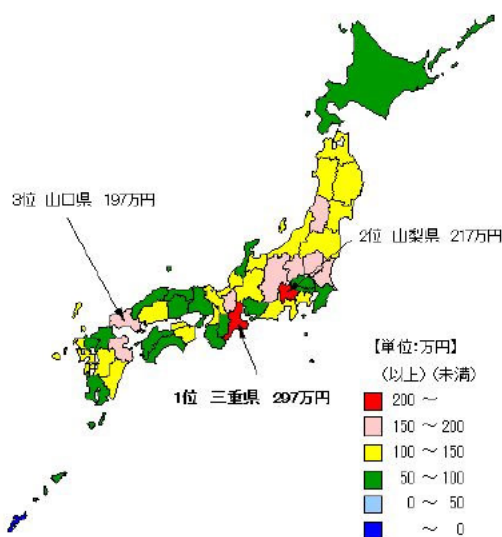 3位 山口県 197万円
2位 山梨県 217万円
1位 三重県 297万円
【単位:万円】
(以上)(未満)
200 ～
150 ～ 200
100 ～ 150
50 ～ 100
0 ～ 50
～ 0